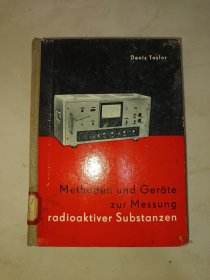 Denis Taylor
Methoden und Geräte
zur Messung
radioaktiver Substanzen